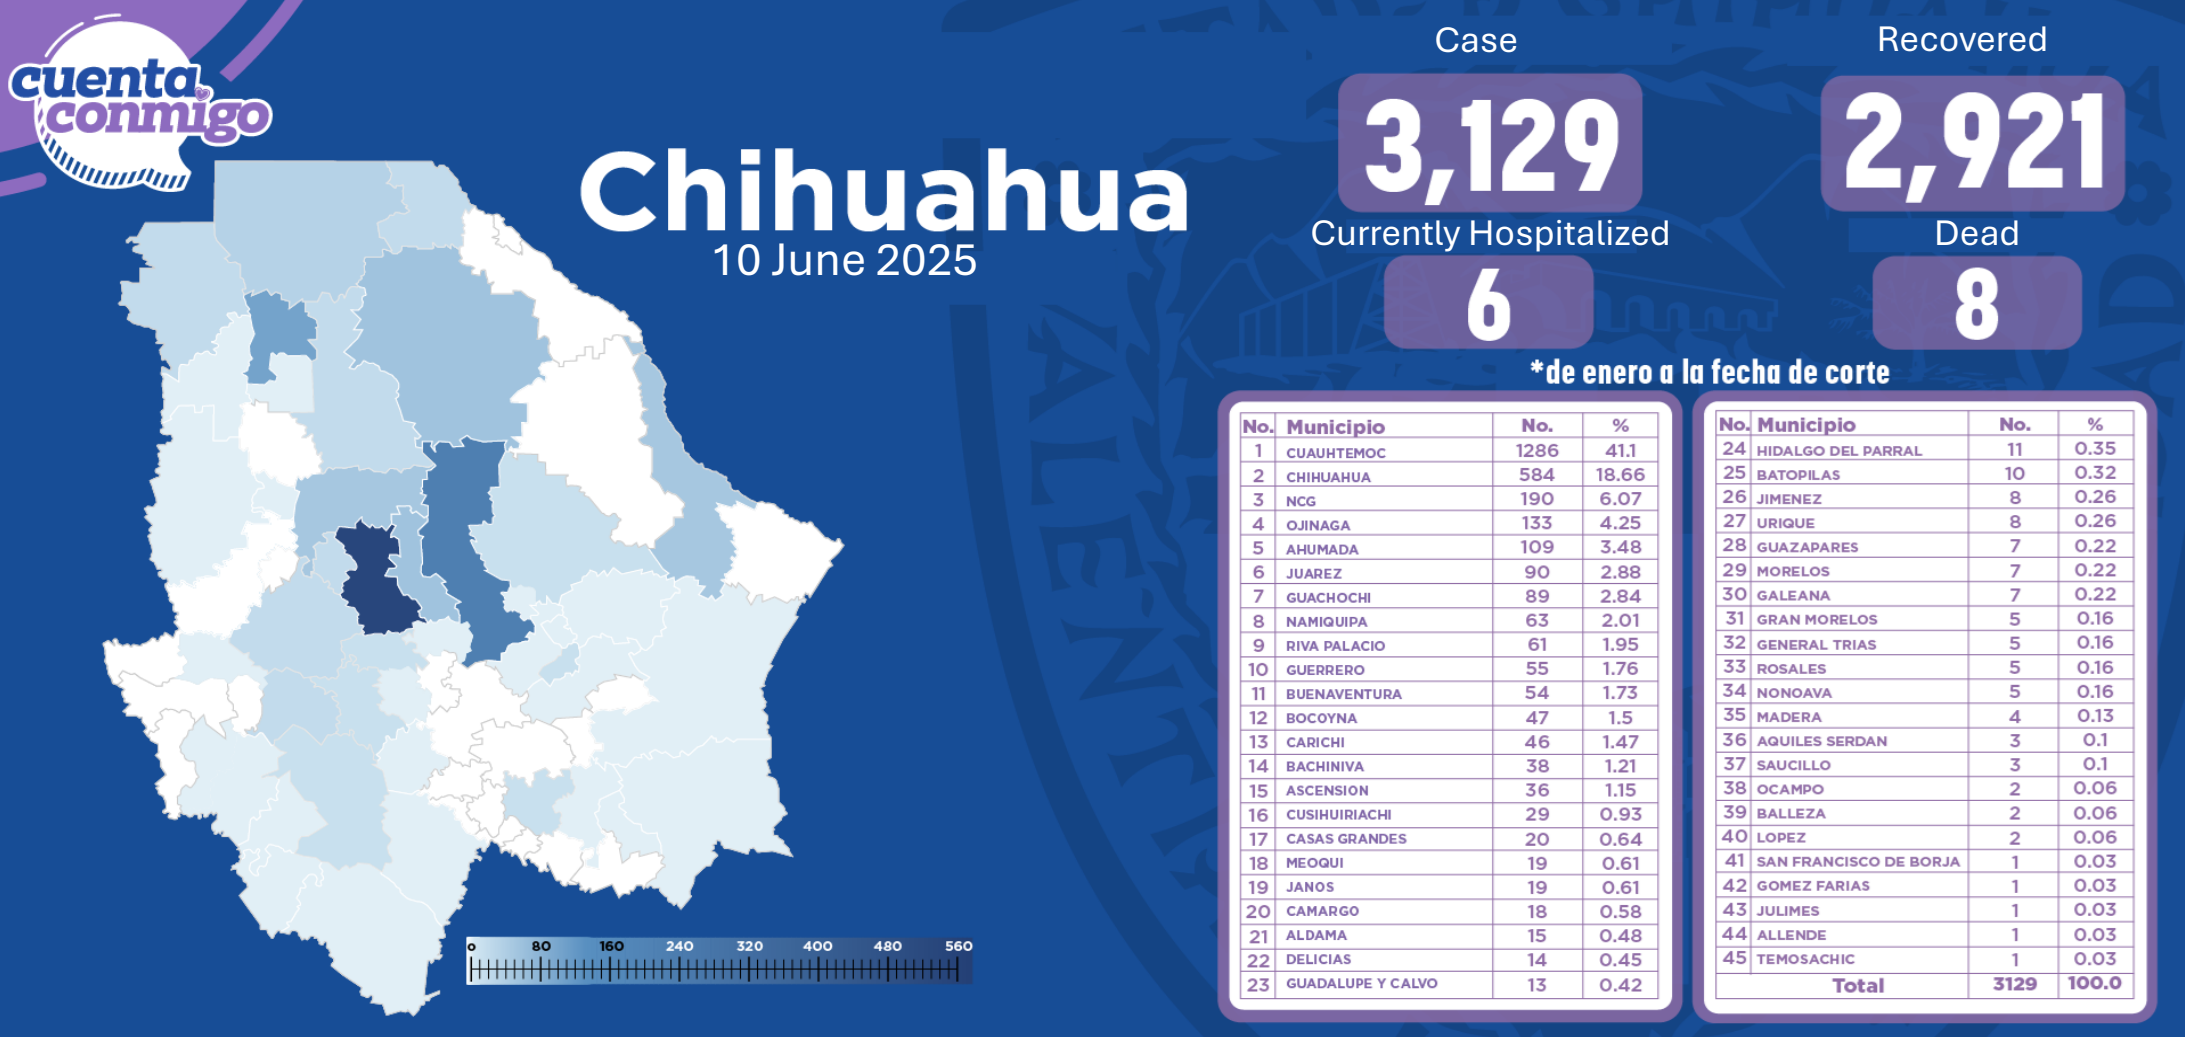 cuenta
conmigo
Chihuahua
10 June 2025
Case
3,129
Recovered
2,921
Currently Hospitalized
6
Dead
8
*de enero a la fecha de corte
No. Municipio No. %
1 CUAUHTEMOC 1286 41.1
2 CHIHUAHUA 584 18.66
3 NCG 190 6.07
4 OJINAGA 133 4.25
5 AHUMADA 109 3.48
6 JUAREZ 90 2.88
7 GUACHOCHI 89 2.84
8 NAMIQUIPA 63 2.01
9 RIVA PALACIO 61 1.95
10 GUERRERO 55 1.76
11 BUENAVENTURA 54 1.73
12 BOCOYNA 47 1.5
13 CARICHI 46 1.47
14 BACHINIVA 38 1.21
15 ASCENSION 36 1.15
16 CUSIHUIRIACHI 29 0.93
17 CASAS GRANDES 20 0.64
18 MEOQUI 19 0.61
19 JANOS 19 0.61
20 CAMARGO 18 0.58
21 ALDAMA 15 0.48
22 DELICIAS 14 0.45
23 GUADALUPE Y CALVO 13 0.42
No. Municipio No. %
24 HIDALGO DEL PARRAL 11 0.35
25 BATOPILAS 10 0.32
26 JIMENEZ 8 0.26
27 URIQUE 8 0.26
28 GUAZAPARES 7 0.22
29 MORELOS 7 0.22
30 GALEANA 7 0.22
31 GRAN MORELOS 5 0.16
32 GENERAL TRIAS 5 0.16
33 ROSALES 5 0.16
34 NONOAVA 5 0.16
35 MADERA 4 0.13
36 AQUILES SERDAN 3 0.1
37 SAUCILLO 3 0.1
38 OCAMPO 2 0.06
39 BALLEZA 2 0.06
40 LOPEZ 2 0.06
41 SAN FRANCISCO DE BORJA 1 0.03
42 GOMEZ FARIAS 1 0.03
43 JULIMES 1 0.03
44 ALLENDE 1 0.03
45 TEMOSACHIC 1 0.03
Total 3129 100.0
0 80 160 240 320 400 480 560